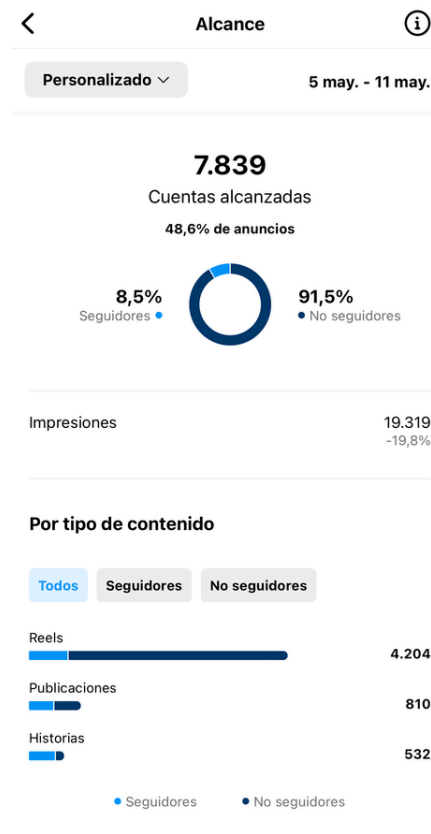 Alcance
Personalizado
5 may. - 11 may.
7.839
Cuentas alcanzadas
48,6% de anuncios
8,5%
Seguidores
91,5%
No seguidores
Impresiones
19.319
-19,8%
Por tipo de contenido
Todos
Seguidores
No seguidores
Reels
4.204
Publicaciones
810
Historias
532
Seguidores
No seguidores